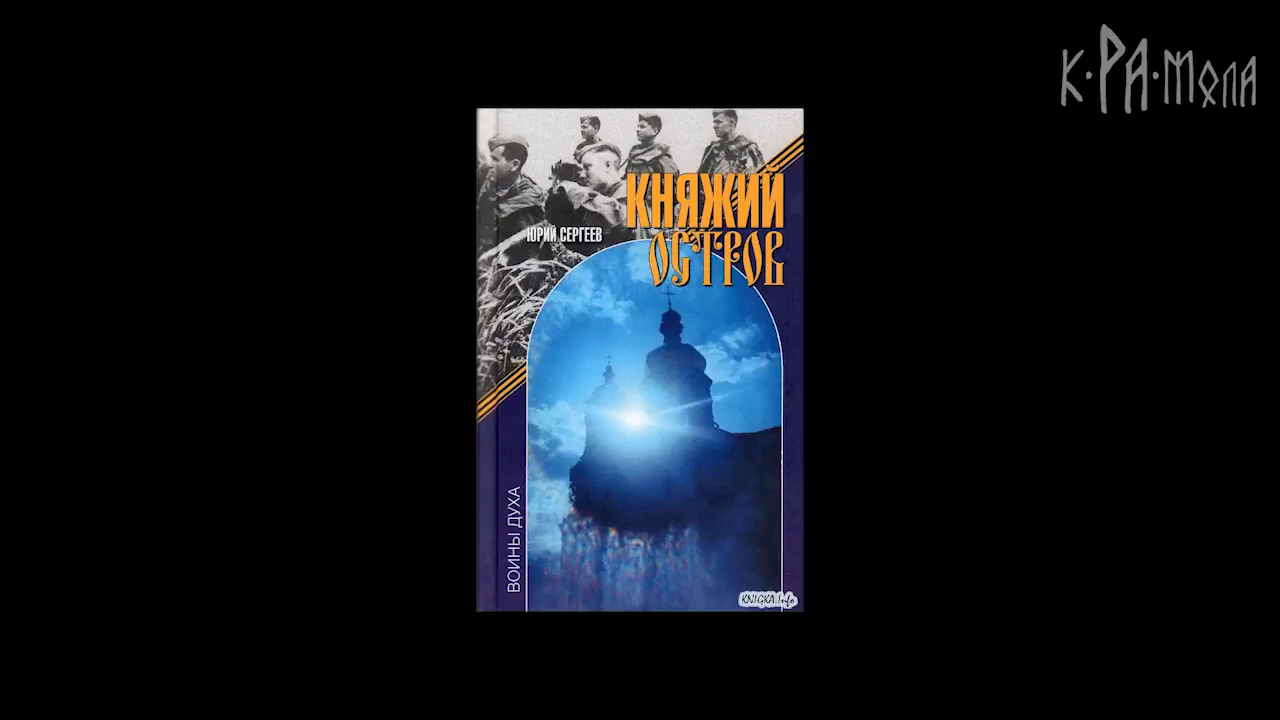 К·РА·МОЛА
КНЯЖИЙ
ОСТРОВ
ЮРИЙ СЕРГЕЕВ
ВОИНЫ ДУХА
KNIGKA.Info